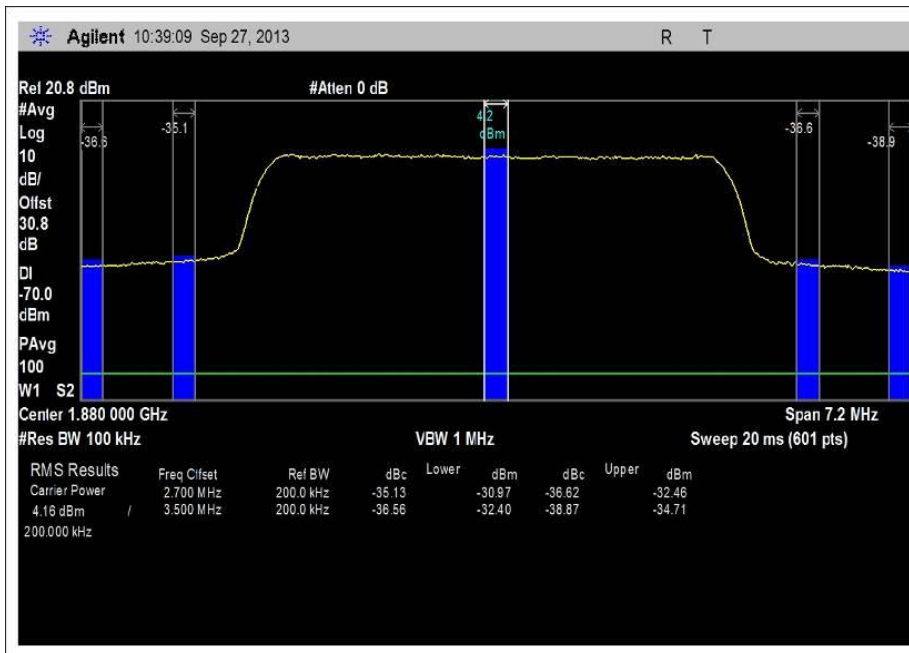 Agilent 10:39:09 Sep 27, 2013 R T
Ref 20.8 dBm #Atten 0 dB
#Avg
Log
10
dB/
Offst
30.8
dB
DI
-70.0
dBm
PAvg
100
W1 S2
-36.6
-35.1
4.2
dBm
-36.6
-38.9
Center 1.880 000 GHz Span 7.2 MHz
#Res BW 100 kHz VBW 1 MHz Sweep 20 ms (601 pts)
RMS Results Freq Offset Ref BW dBc Lower dBm dBc Upper dBm
Carrier Power 2.700 MHz 200.0 kHz -35.13 -30.97 -36.62 -32.46
4.16 dBm / 3.500 MHz 200.0 kHz -36.56 -32.40 -38.87 -34.71
200.000 kHz